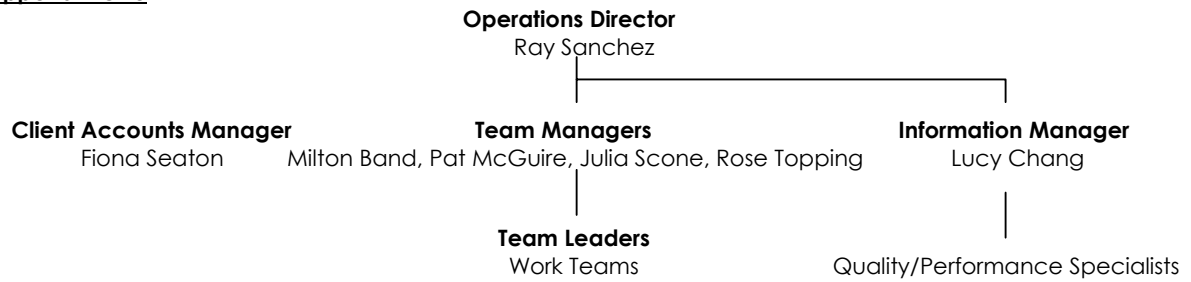 Operations Director
Ray Sanchez
Client Accounts Manager Team Managers Information Manager
Fiona Seaton Milton Band, Pat McGuire, Julia Scone, Rose Topping Lucy Chang
Team Leaders
Work Teams Quality/Performance Specialists